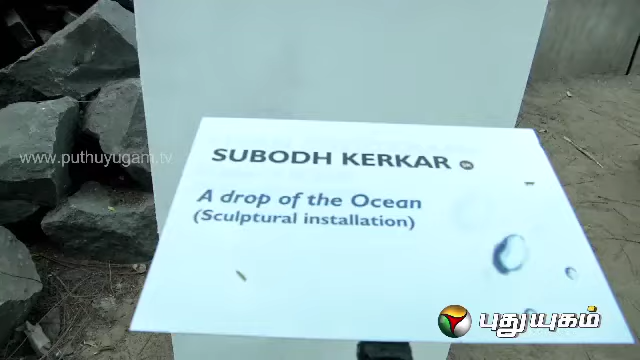 www.puthuyugam.tv
SUBODH KERKAR
A drop of the Ocean
(Sculptural installation)
புதுயுகம்